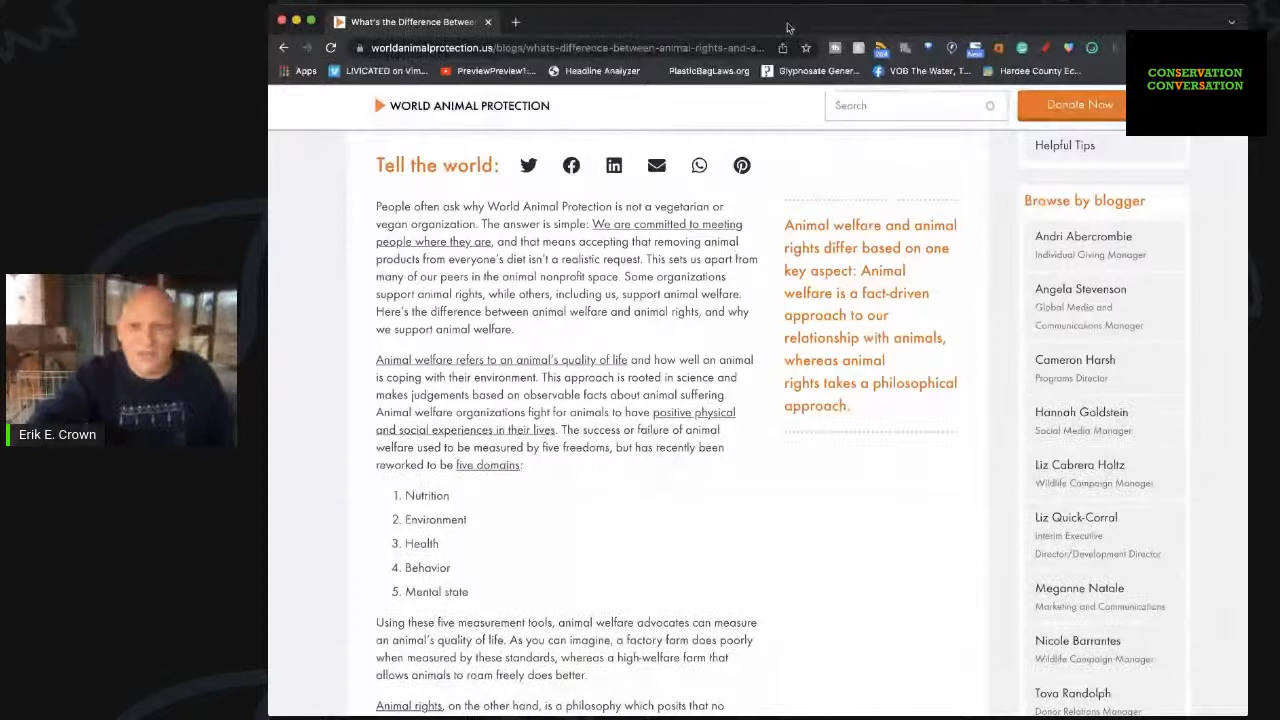 What's the Difference Betwee
worldanimalprotection.us/blogs/whats-difference-between-animal-rights-and-a...
Apps
LIVICATED on Vim...
PreviewPreview1:...
Headline Analyzer
PlasticBagLaws.org
Glypnosate Gener...
VOB The Water, T...
Hardee County Ec...
CONSERVATION
CONVERSATION
WORLD ANIMAL PROTECTION
Search
Donate Now
Tell the world:
People often ask why World Animal Protection is not a vegetarian or
vegan organization. The answer is simple: We are committed to meeting
people where they are, and that means accepting that removing animal
products from everyone's diet isn't a realistic request. This sets us apart from
many of our peers in the animal nonprofit space. Some organizations
support animal rights, while others, including us, support animal welfare.
Here's the difference between animal welfare and animal rights, and why
we support animal welfare.
Animal welfare refers to an animal's quality of life and how well an animal
is coping with their environment. This approach is rooted in science and
makes judgements based on observable facts about animal suffering.
Animal welfare organizations fight for animals to have positive physical
and social experiences in their lives. The success or failure of animal
welfare used to be measured by five freedoms, but has recently been
reworked to be five domains:
1. Nutrition
2. Environment
3. Health
4. Behavior
5. Mental state
Using these five measurement tools, animal welfare advocates can measure
an animal's quality of life. As you can imagine, a factory farm does poorly
when measured by these standards, whereas a high-welfare farm that
allows animals to roam freely does better.
Animal rights, on the other hand, is a philosophy which posits that no
Animal welfare and animal
rights differ based on one
key aspect: Animal
welfare is a fact-driven
approach to our
relationship with animals,
whereas animal
rights takes a philosophical
approach.
Helpful Tips
Browse by blogger
Andri Abercrombie
Individual Giving Manager
Angela Stevenson
Global Media and
Communications Manager
Cameron Harsh
Programs Director
Hannah Goldstein
Social Media Manager
Liz Cabrera Holtz
Wildlife Campaign Manager
Liz Quick-Corral
Interim Executive
Director/Development Director
Meganne Natale
Marketing and Communications
Nicole Barrantes
Wildlife Campaign Manager
Tova Randolph
Donor Relations Manager
Erik E. Crown